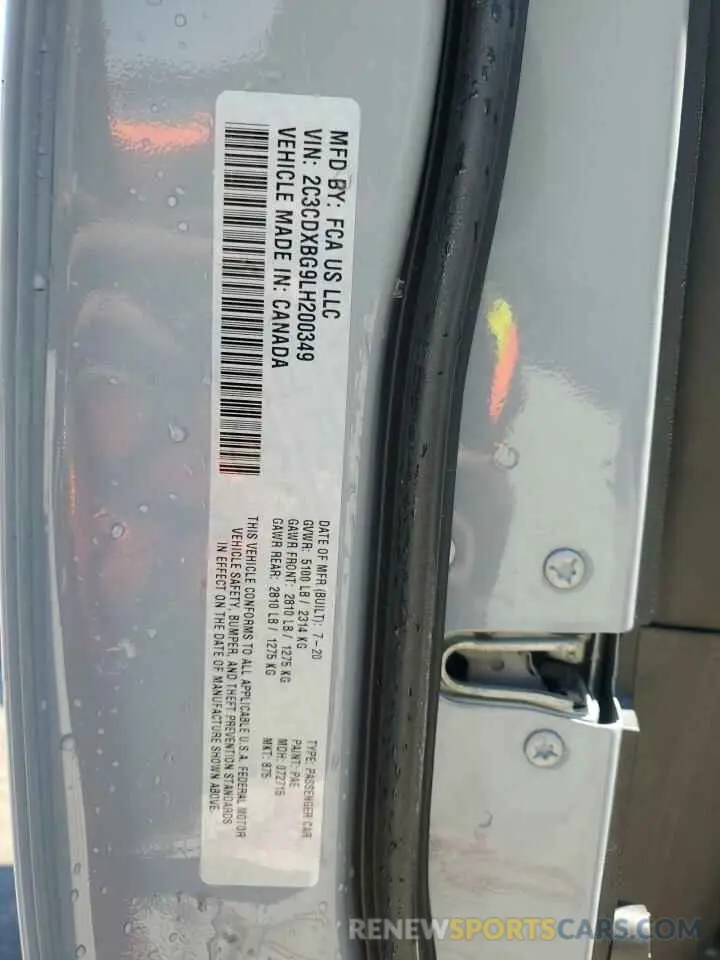 MFD BY: FCA US LLC
VIN: 2C3CDXBG9LH200349
VEHICLE MADE IN: CANADA
DATE OF MFR (BUILT): 7-20
GVWR: 5100 LB / 2314 KG
GAWR FRONT: 2810 LB / 1275 KG
GAWR REAR: 2810 LB / 1275 KG
THIS VEHICLE CONFORMS TO ALL APPLICABLE U.S.A. FEDERAL MOTOR
VEHICLE SAFETY, BUMPER, AND THEFT PREVENTION STANDARDS
IN EFFECT ON THE DATE OF MANUFACTURE SHOWN ABOVE.
TYPE: PASSENGER CAR
PAINT: PAE
MDH: 072715
MKT: 875
RENEWSPORTSCARS.COM